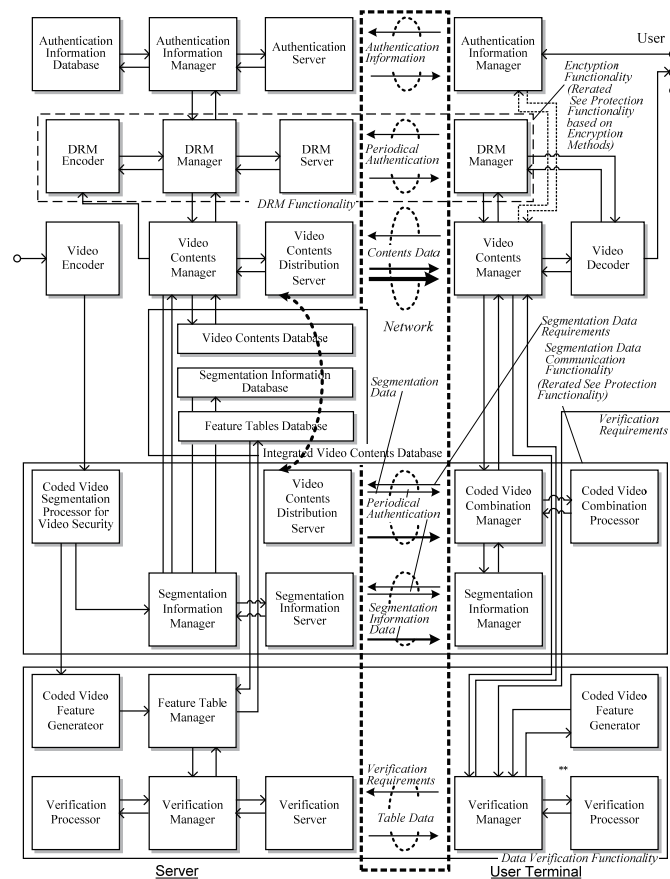 Authentication
Information
Database
Authentication
Information
Manager
Authentication
Server
Authentication
Information
Authentication
Information
Manager
User
Enctyption
Functionality
(Rerated
See Protection
Functionality
based on
Encryption
Methods)
DRM
Encoder
DRM
Manager
DRM
Server
Periodical
Authentication
DRM
Manager
DRM Functionality
Video
Encoder
Video
Contents
Manager
Video
Contents
Distribution
Server
Contents Data
Video
Contents
Manager
Video
Decoder
Network
Video Contents Database
Segmentation Information
Database
Feature Tables Database
Integrated Video Contents Database
Segmentation Data
Requirements
Segmentation Data
Communication
Functionality
(Rerated See Protection
Functionality)
Segmentation
Data
Verification
Requirements
Coded Video
Segmentation
Processor for
Video Security
Video
Contents
Distribution
Server
Periodical
Authentication
Coded Video
Combination
Manager
Coded Video
Combination
Processor
Segmentation
Information
Manager
Segmentation
Information
Server
Segmentation
Information
Data
Segmentation
Information
Manager
Coded Video
Feature
Generateor
Feature Table
Manager
Coded Video
Feature
Generator
**
Verification
Processor
Verification
Manager
Verification
Server
Verification
Requirements
Table Data
Verification
Manager
Verification
Processor
Data Verification Functionality
Server
User Terminal